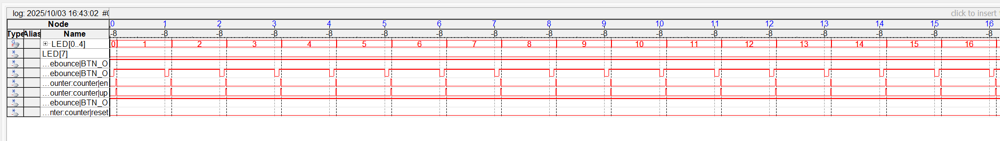 log: 2025/10/03 16:43:02 #0
click to insert
Node
0 1 2 3 4 5 6 7 8 9 10 11 12 13 14 15 16
Type Alias Name
-8 -8 -8 -8 -8 -8 -8 -8 -8 -8 -8 -8 -8 -8 -8 -8 -8
LED[0..4]
0 1 2 3 4 5 6 7 8 9 10 11 12 13 14 15 16
LED[7]
...ebounce|BTN_O
...ebounce|BTN_O
...ounter:counter|en
...ounter:counter|up
...ebounce|BTN_O
...nter:counter|reset